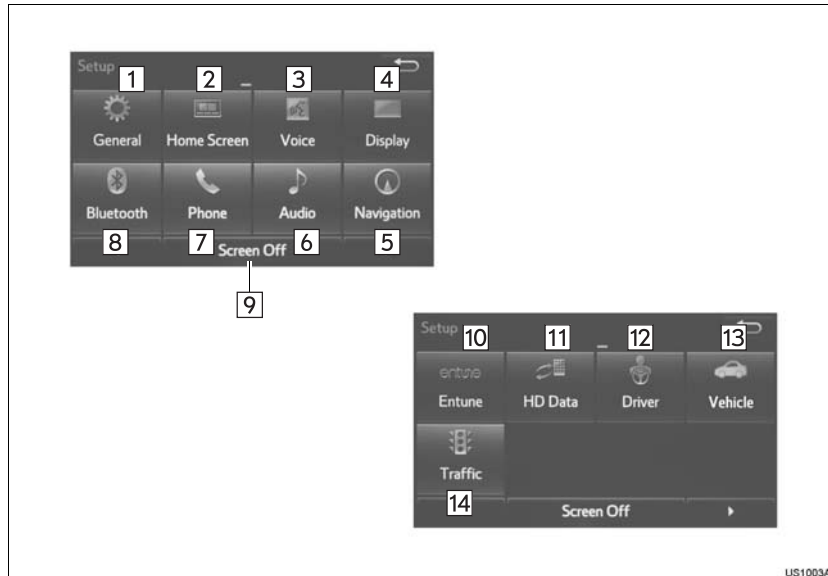 Setup
1 2 3 4
General Home Screen Voice Display
Bluetooth Phone Audio Navigation
8 7 6 5
Screen Off
9
Setup
10 11 12 13
entune
Entune HD Data Driver Vehicle
Traffic
14
Screen Off
US1003A